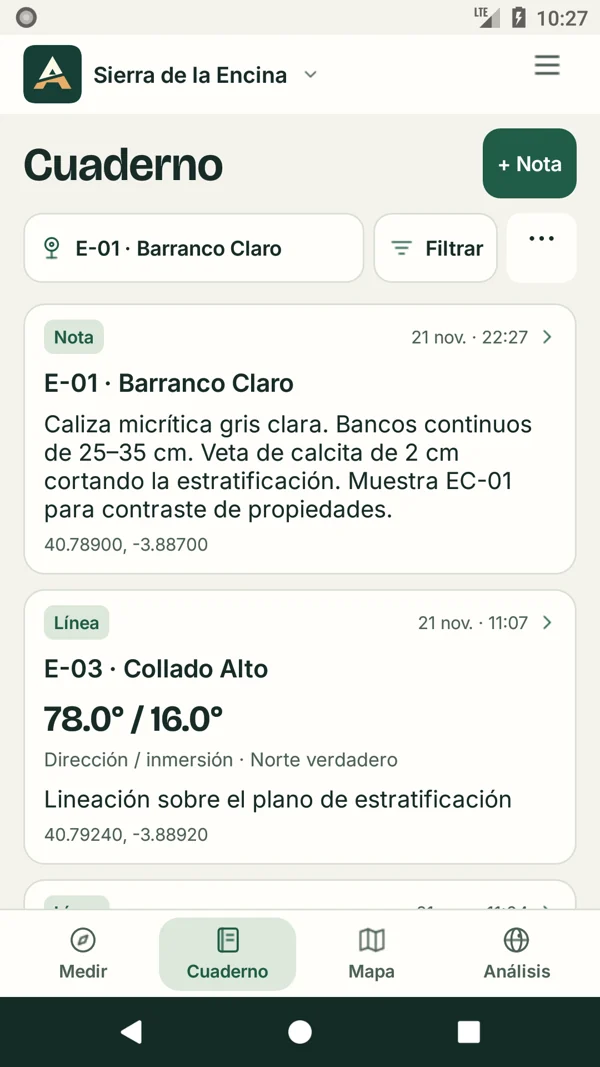 LTE 10:27
Sierra de la Encina
Cuaderno
+ Nota
E-01 · Barranco Claro
Filtrar
...
Nota
21 nov. · 22:27
E-01 · Barranco Claro
Caliza micrítica gris clara. Bancos continuos
de 25–35 cm. Veta de calcita de 2 cm
cortando la estratificación. Muestra EC-01
para contraste de propiedades.
40.78900, -3.88700
Línea
21 nov. · 11:07
E-03 · Collado Alto
78.0° / 16.0°
Dirección / inmersión · Norte verdadero
Lineación sobre el plano de estratificación
40.79240, -3.88920
Medir
Cuaderno
Mapa
Análisis